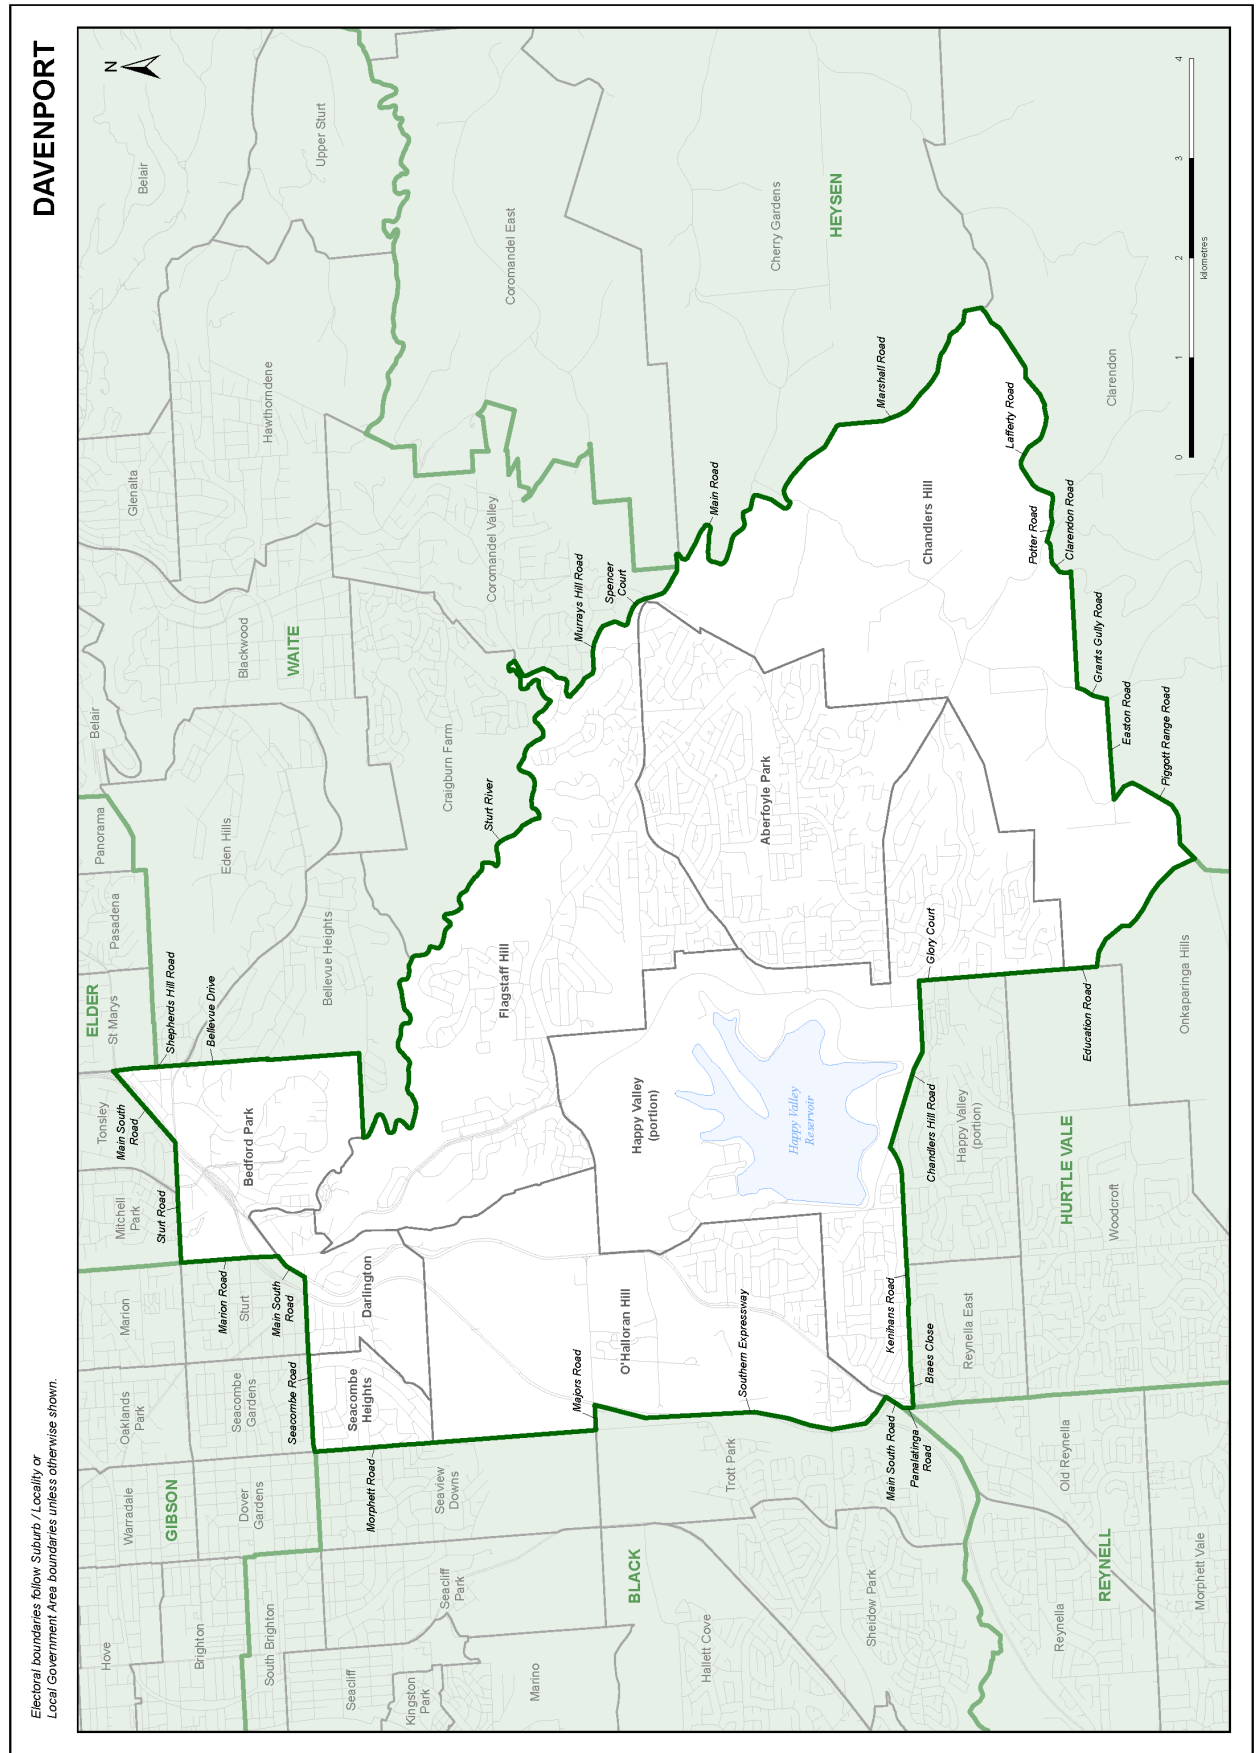 DAVENPORT
Electoral boundaries follow Suburb / Locality or
Local Government Area boundaries unless otherwise shown.
N
Hove
Warradale
Oaklands
Park
Marion
Mitchell
Park
Tonsley
ELDER
St Marys
Pasadena
Panorama
Belair
Glenalta
Belair
Brighton
GIBSON
Main South
Road
Sturt Road
Shepherds Hill Road
Bellevue Drive
Eden Hills
Blackwood
WAITE
Hawthorndene
Upper Sturt
South Brighton
Dover
Gardens
Seacombe
Gardens
Sturt
Marion Road
Bedford Park
Main South
Road
Seacombe Road
Bellevue Heights
Seacliff
Morphett Road
Seacombe
Heights
Darlington
Kingston
Park
Seacliff
Park
Seaview
Downs
Craigburn Farm
Sturt River
Coromandel Valley
Coromandel East
Flagstaff Hill
Marino
Majors Road
Murrays Hill Road
Spencer
Court
BLACK
O'Halloran Hill
Happy Valley
(portion)
Main Road
Hallett Cove
Trott Park
Southern Expressway
Happy Valley
Reservoir
Aberfoyle Park
Cherry Gardens
HEYSEN
Sheidow Park
Main South Road
Panalatinga
Road
Kenihans Road
Braes Close
Chandlers Hill Road
Glory Court
Chandlers Hill
Marshall Road
Reynella East
Happy Valley
(portion)
Lafferty Road
Potter Road
Clarendon Road
Reynella
Old Reynella
HURTLE VALE
Education Road
Grants Gully Road
Easton Road
Clarendon
REYNELL
Woodcroft
Piggott Range Road
Morphett Vale
Onkaparinga Hills
0 1 2 3 4
kilometres